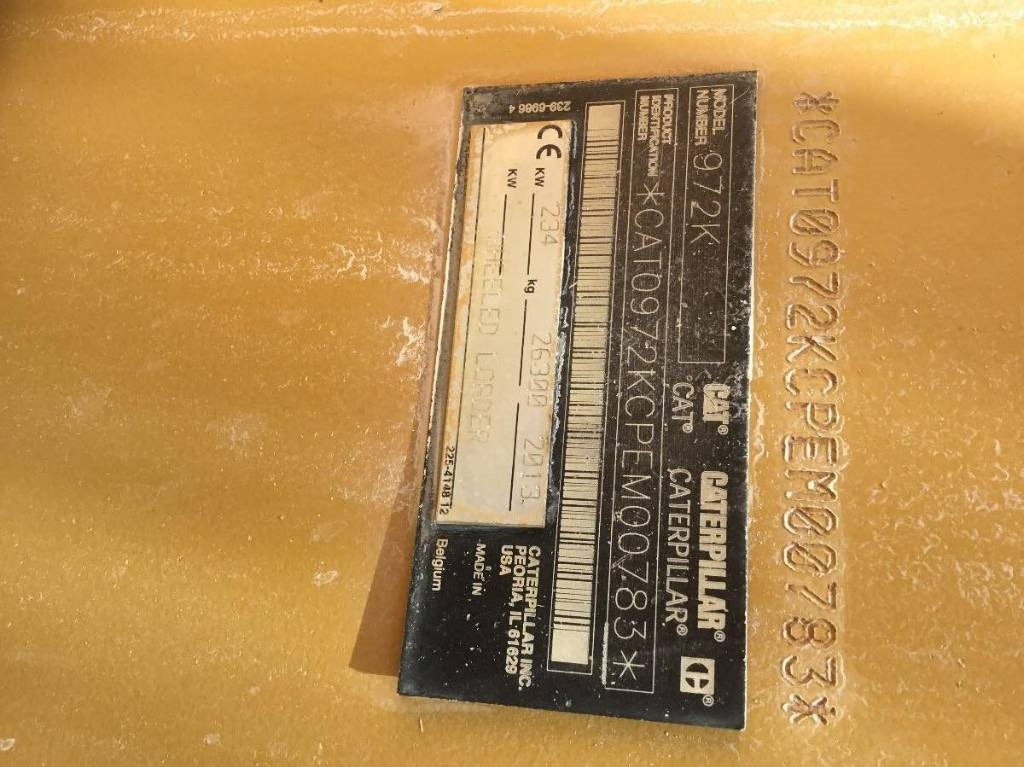 *CAT0972KCPEM00783*
MODEL NUMBER 972K
CAT® CATERPILLAR®
PRODUCT IDENTIFICATION NUMBER *CAT0972KCPEM00783*
CAT® CATERPILLAR®
239-6986 4
CE KW 234 kg 26300 2013
KW
WHEELED LOADER
225-4148 12
CATERPILLAR INC.
PEORIA, IL 61629
USA
MADE IN
Belgium